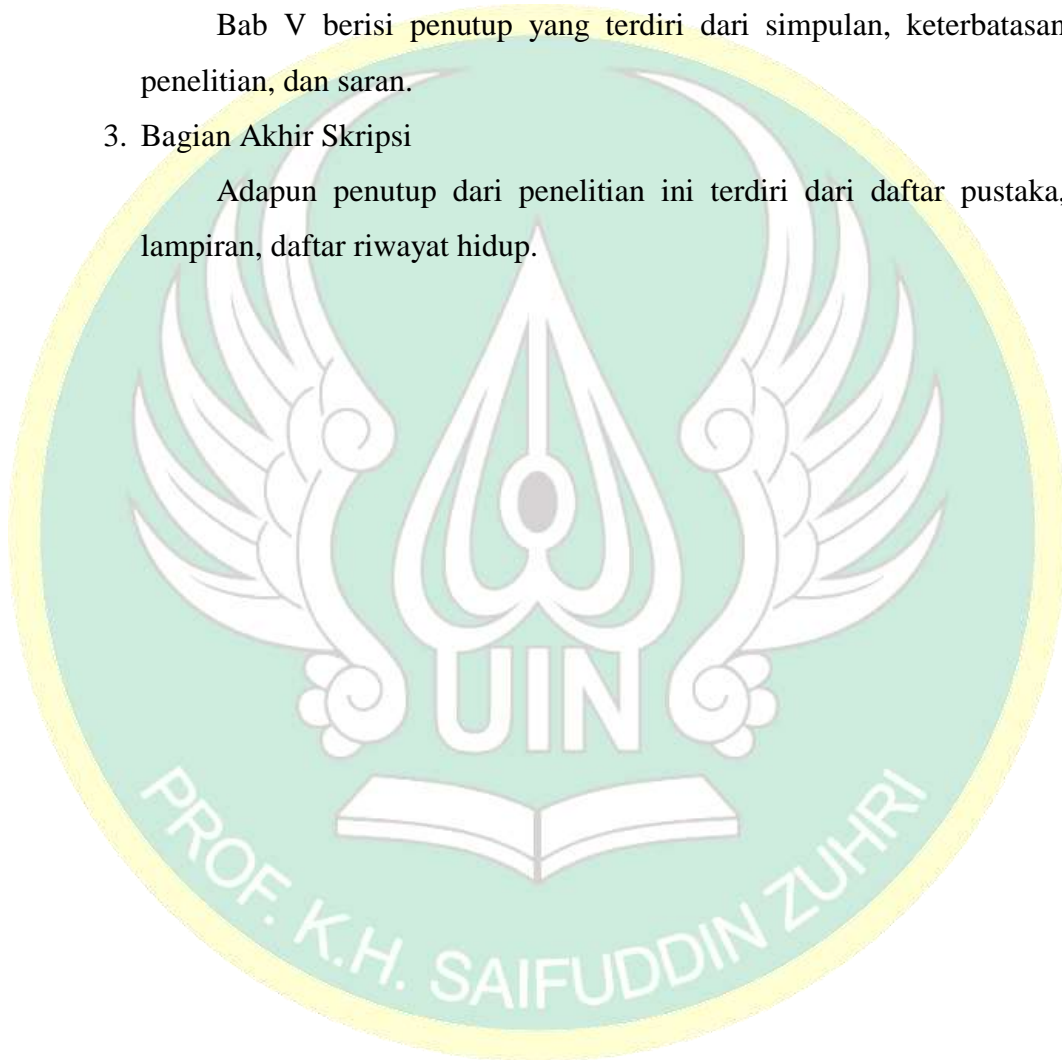 Bab V berisi penutup yang terdiri dari simpulan, keterbatasan
penelitian, dan saran.
3. Bagian Akhir Skripsi
Adapun penutup dari penelitian ini terdiri dari daftar pustaka,
lampiran, daftar riwayat hidup.
UIN
PROF. K.H. SAIFUDDIN ZUHRI